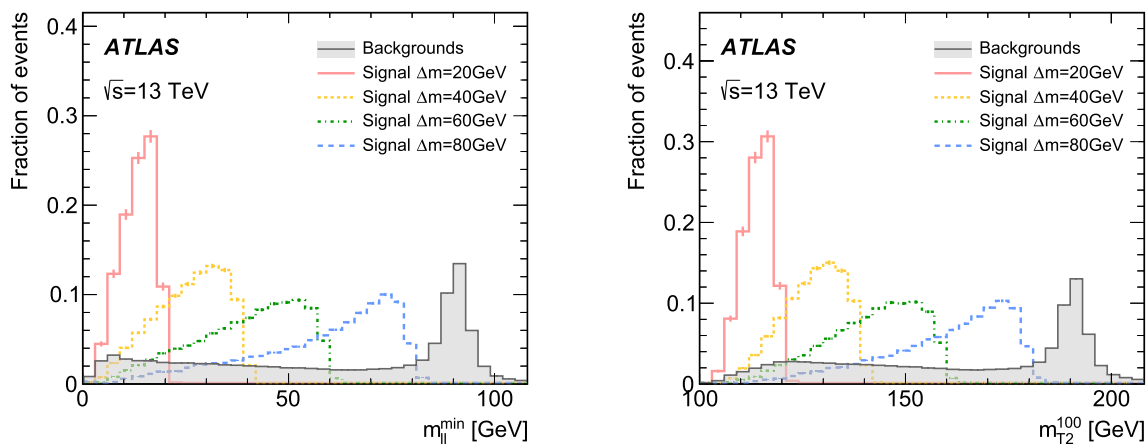 Fraction of events
0.4
0.3
0.2
0.1
0
ATLAS
√s=13 TeV
Backgrounds
Signal Δm=20GeV
Signal Δm=40GeV
Signal Δm=60GeV
Signal Δm=80GeV
0 50 100
m_ll^min [GeV]
Fraction of events
0.4
0.3
0.2
0.1
0
ATLAS
√s=13 TeV
Backgrounds
Signal Δm=20GeV
Signal Δm=40GeV
Signal Δm=60GeV
Signal Δm=80GeV
100 150 200
m_T2^100 [GeV]